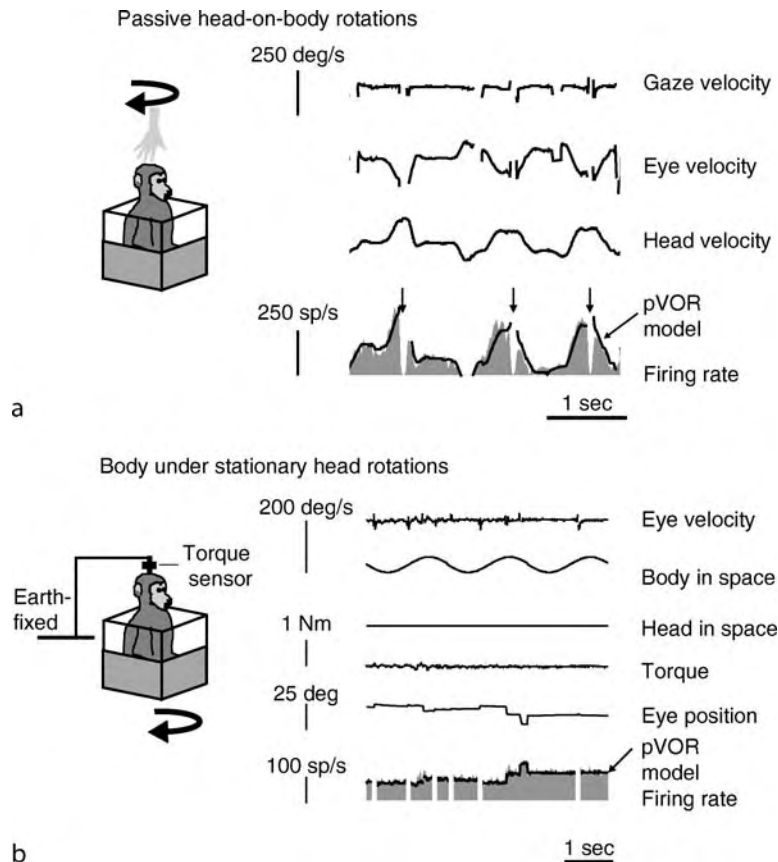 Passive head-on-body rotations
250 deg/s
Gaze velocity
Eye velocity
Head velocity
250 sp/s
pVOR
model
Firing rate
1 sec
a
Body under stationary head rotations
200 deg/s
Eye velocity
Torque
sensor
Body in space
Earth-
fixed
1 Nm
Head in space
Torque
25 deg
Eye position
pVOR
model
100 sp/s
Firing rate
1 sec
b